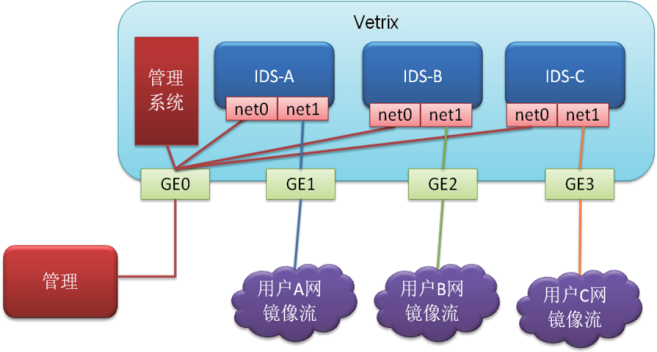 Vetrix
管理
系统
IDS-A
IDS-B
IDS-C
net0 net1
net0 net1
net0 net1
GE0
GE1
GE2
GE3
管理
用户A网
镜像流
用户B网
镜像流
用户C网
镜像流